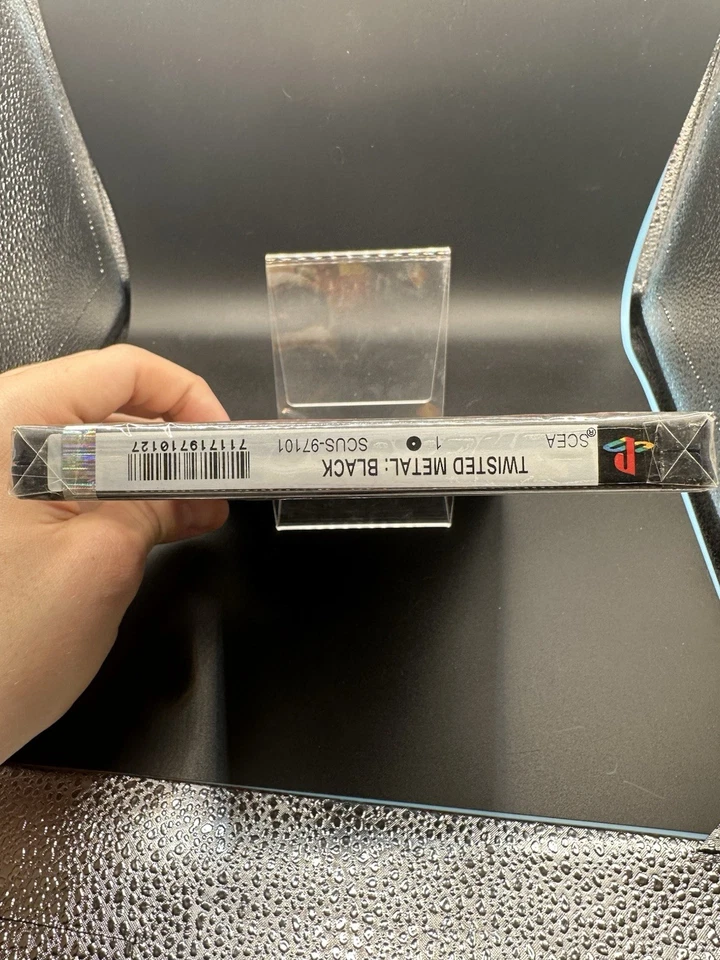 ® SCEA
TWISTED METAL: BLACK
1 SCUS-97101
711719710127